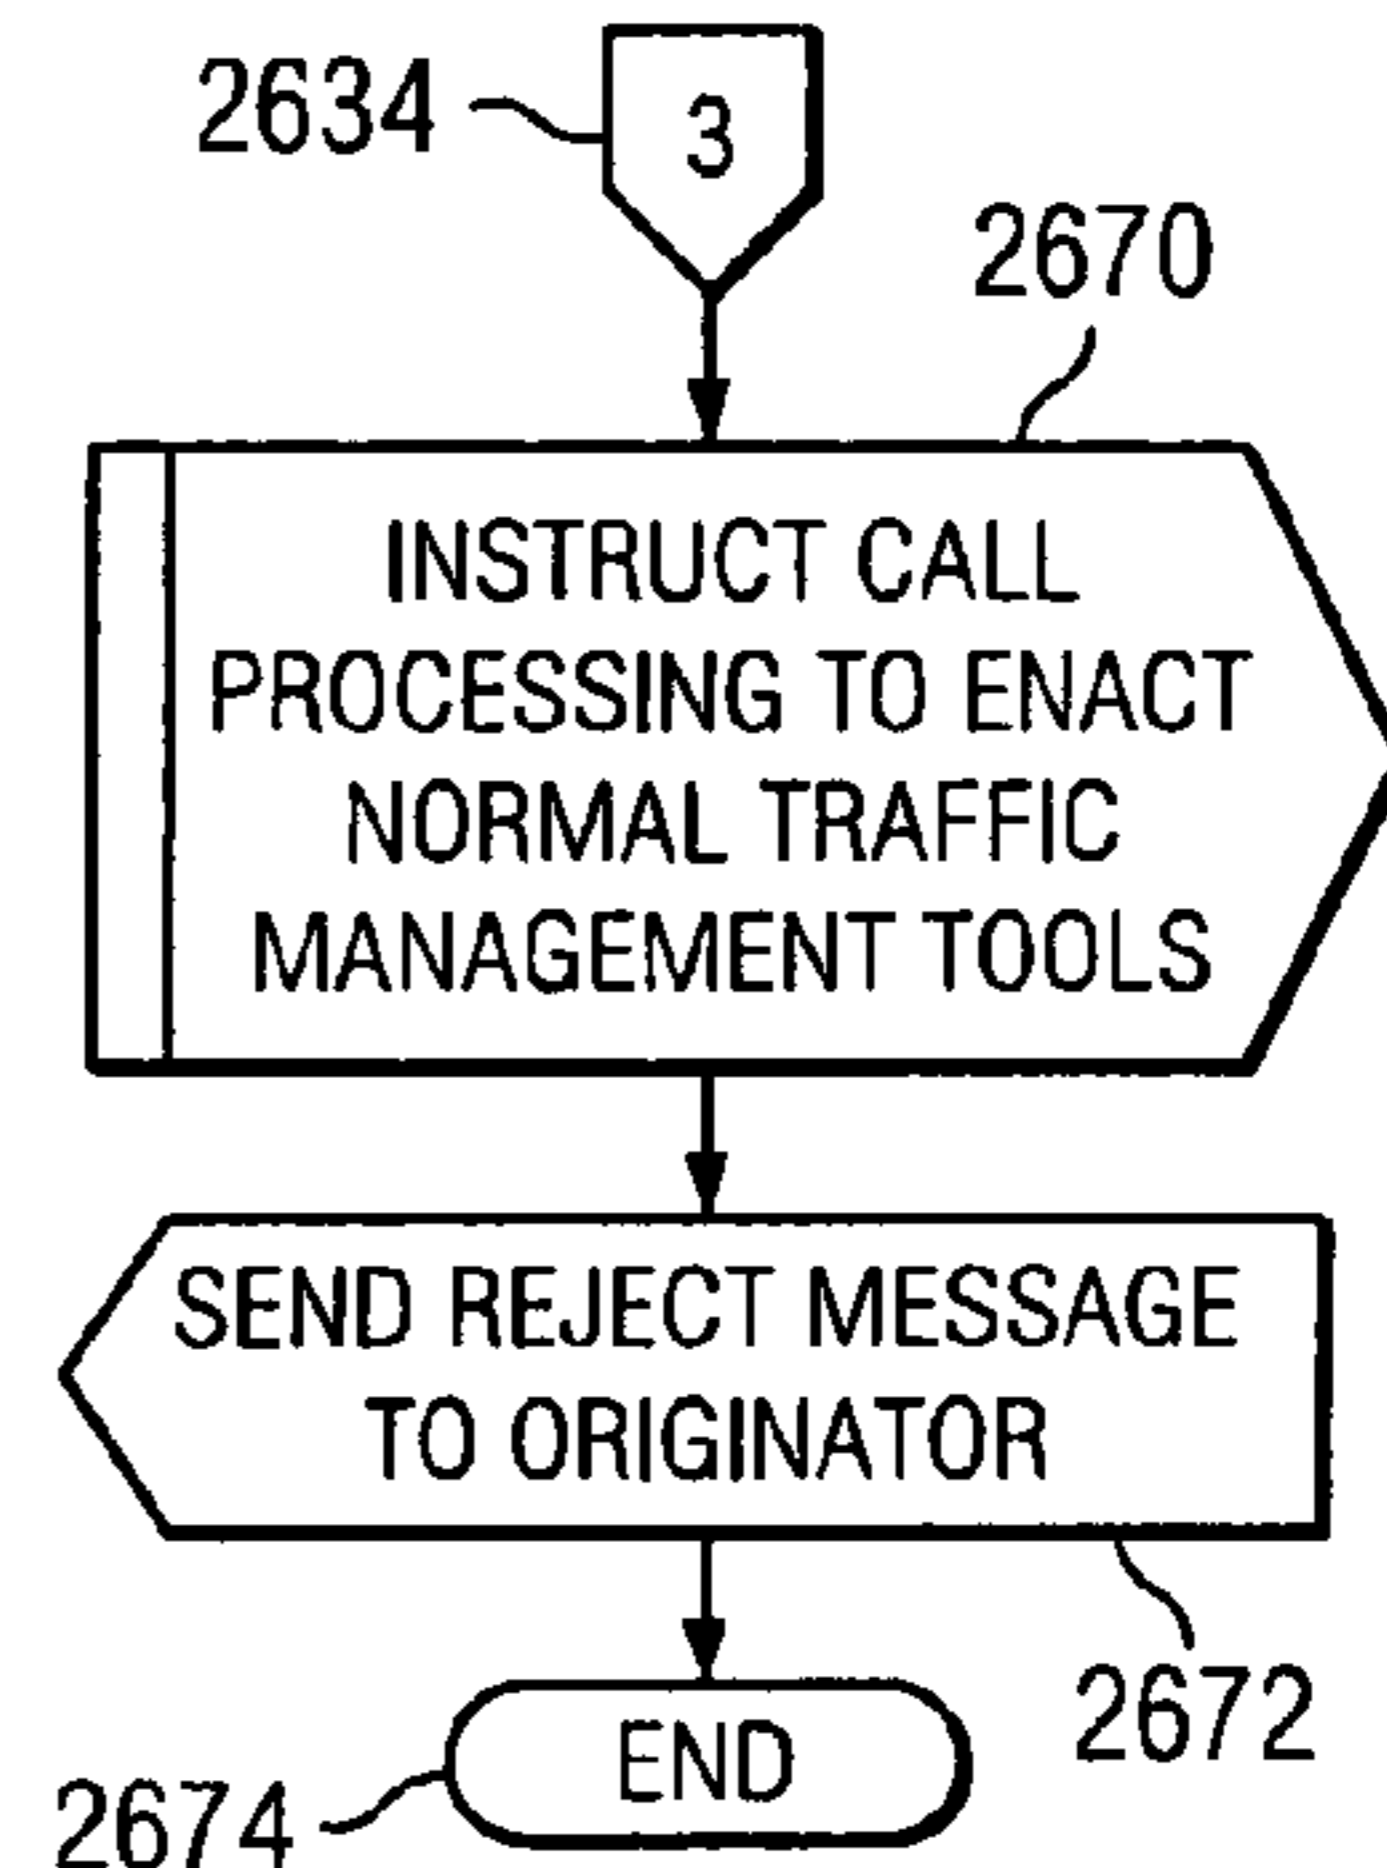 2634
3
2670
INSTRUCT CALL
PROCESSING TO ENACT
NORMAL TRAFFIC
MANAGEMENT TOOLS
SEND REJECT MESSAGE
TO ORIGINATOR
2672
END
2674